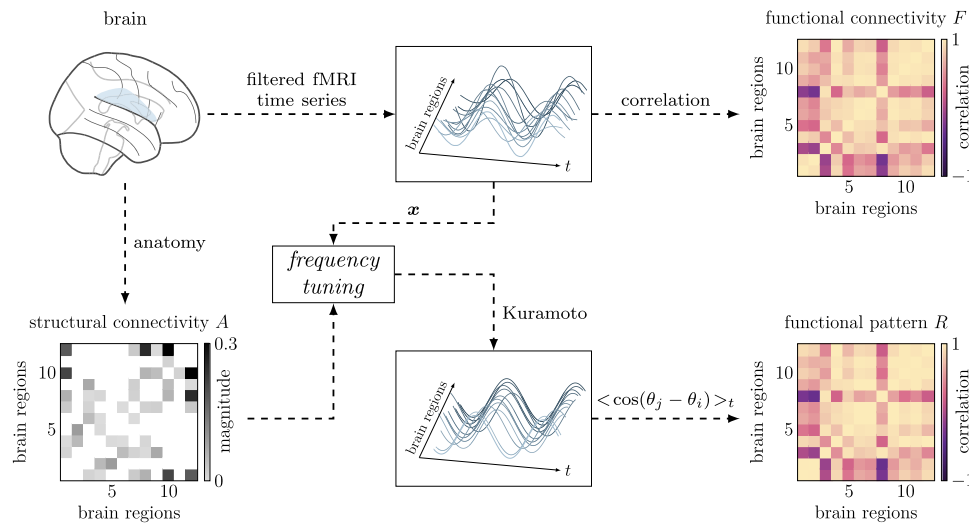 brain
functional connectivity F
filtered fMRI
time series
brain regions
t
correlation
brain regions
10
5
5
10
brain regions
1
−1
correlation
x
anatomy
frequency
tuning
Kuramoto
structural connectivity A
brain regions
10
5
5
10
brain regions
0.3
0
magnitude
brain regions
t
<cos(θj − θi)>t
functional pattern R
brain regions
10
5
5
10
brain regions
1
−1
correlation